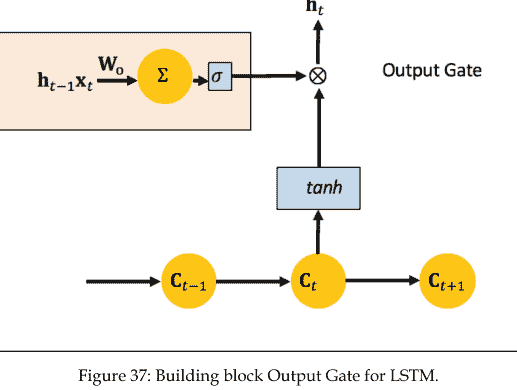 h_t
W_o
h_{t−1}x_t
Σ
σ
⊗
Output Gate
tanh
C_{t−1}
C_t
C_{t+1}
Figure 37: Building block Output Gate for LSTM.